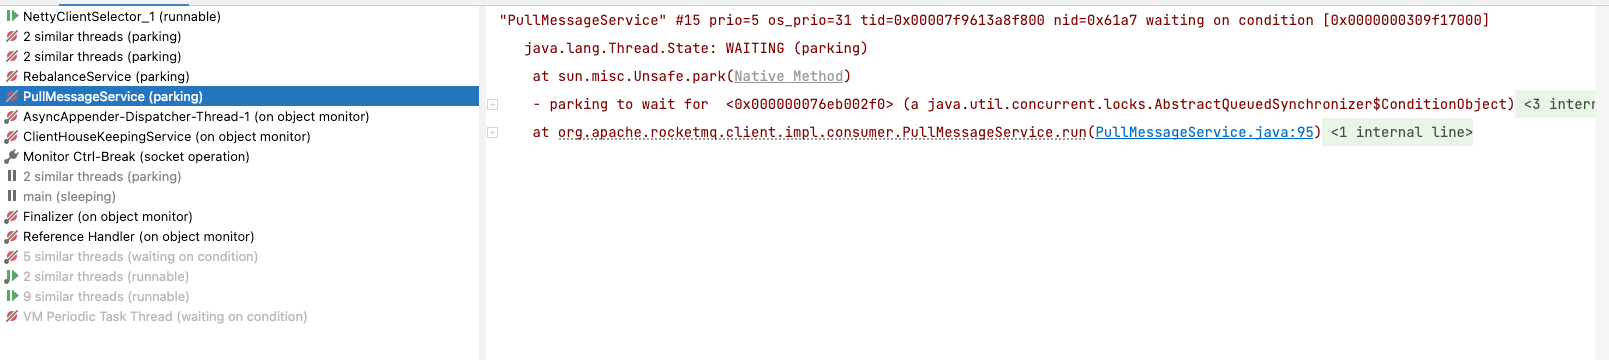 NettyClientSelector_1 (runnable)
2 similar threads (parking)
2 similar threads (parking)
RebalanceService (parking)
PullMessageService (parking)
AsyncAppender-Dispatcher-Thread-1 (on object monitor)
ClientHouseKeepingService (on object monitor)
Monitor Ctrl-Break (socket operation)
2 similar threads (parking)
main (sleeping)
Finalizer (on object monitor)
Reference Handler (on object monitor)
5 similar threads (waiting on condition)
2 similar threads (runnable)
9 similar threads (runnable)
VM Periodic Task Thread (waiting on condition)
"PullMessageService" #15 prio=5 os_prio=31 tid=0x00007f9613a8f800 nid=0x61a7 waiting on condition [0x0000000309f17000]
java.lang.Thread.State: WAITING (parking)
at sun.misc.Unsafe.park(Native Method)
- parking to wait for <0x000000076eb002f0> (a java.util.concurrent.locks.AbstractQueuedSynchronizer$ConditionObject) <3 intern
at org.apache.rocketmq.client.impl.consumer.PullMessageService.run(PullMessageService.java:95) <1 internal line>